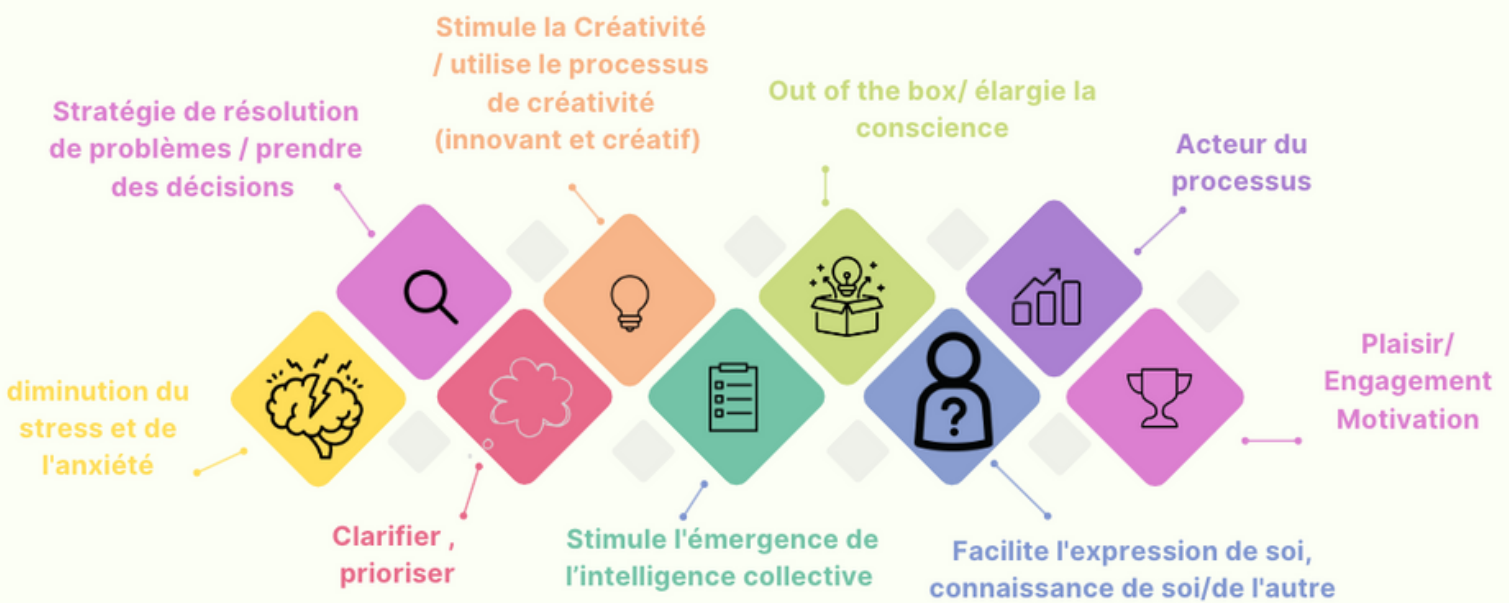 Stimule la Créativité
/ utilise le processus
de créativité
(innovant et créatif)
Out of the box/ élargie la
conscience
Stratégie de résolution
de problèmes / prendre
des décisions
Acteur du
processus
Plaisir/
Engagement
Motivation
diminution du
stress et de
l'anxiété
?
Clarifier ,
prioriser
Stimule l'émergence de
l’intelligence collective
Facilite l'expression de soi,
connaissance de soi/de l'autre